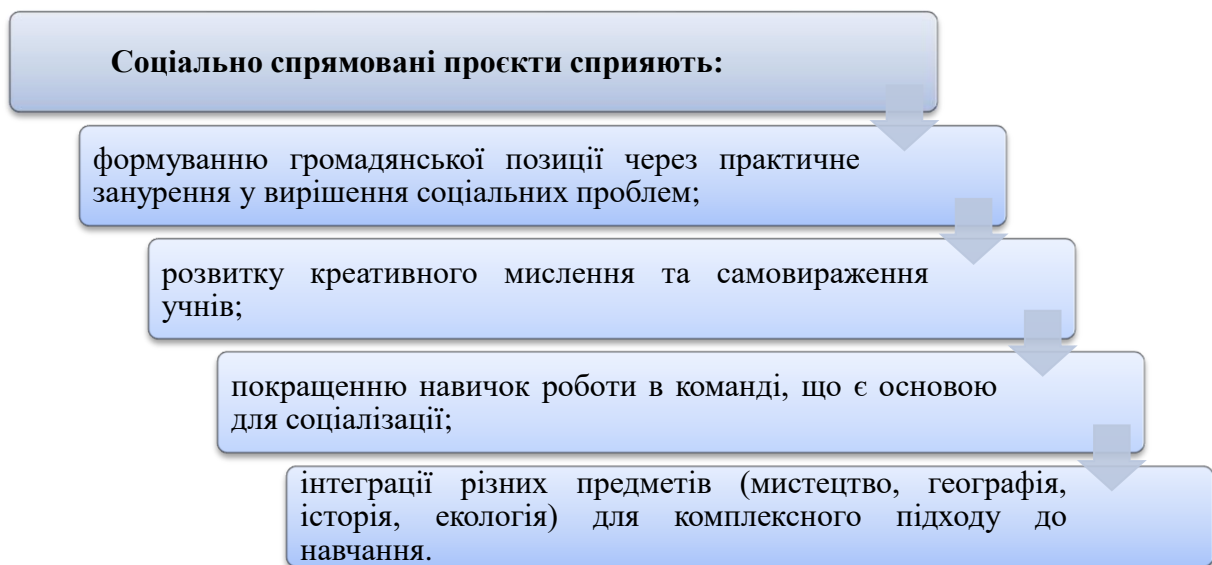 Соціально спрямовані проєкти сприяють:
формуванню громадянської позиції через практичне
занурення у вирішення соціальних проблем;
розвитку креативного мислення та самовираження
учнів;
покращенню навичок роботи в команді, що є основою
для соціалізації;
інтеграції різних предметів (мистецтво, географія,
історія, екологія) для комплексного підходу до
навчання.